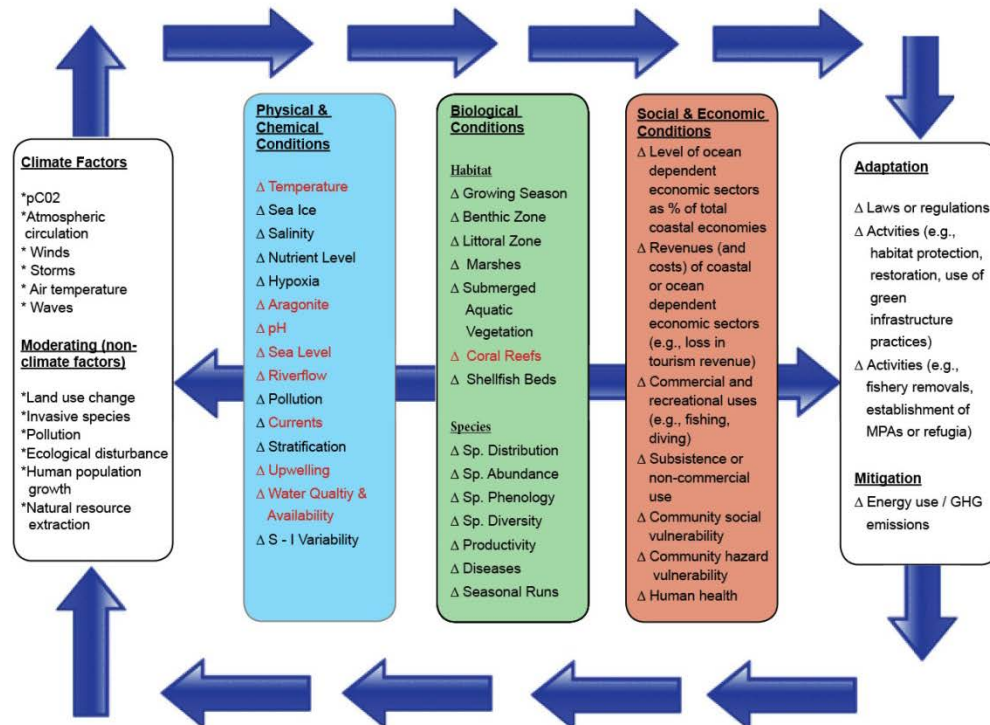 Climate Factors
*pC02
*Atmospheric
circulation
* Winds
* Storms
* Air temperature
* Waves
Moderating (non-
climate factors)
*Land use change
*Invasive species
*Pollution
*Ecological disturbance
*Human population
growth
*Natural resource
extraction
Physical &
Chemical
Conditions
Δ Temperature
Δ Sea Ice
Δ Salinity
Δ Nutrient Level
Δ Hypoxia
Δ Aragonite
Δ pH
Δ Sea Level
Δ Riverflow
Δ Pollution
Δ Currents
Δ Stratification
Δ Upwelling
Δ Water Qualtiy &
Availability
Δ S - I Variability
Biological
Conditions
Habitat
Δ Growing Season
Δ Benthic Zone
Δ Littoral Zone
Δ Marshes
Δ Submerged
Aquatic
Vegetation
Δ Coral Reefs
Δ Shellfish Beds
Species
Δ Sp. Distribution
Δ Sp. Abundance
Δ Sp. Phenology
Δ Sp. Diversity
Δ Productivity
Δ Diseases
Δ Seasonal Runs
Social & Economic
Conditions
Δ Level of ocean
dependent
economic sectors
as % of total
coastal economies
Δ Revenues (and
costs) of coastal
or ocean
dependent
economic sectors
(e.g., loss in
tourism revenue)
Δ Commercial and
recreational uses
(e.g., fishing,
diving)
Δ Subsistence or
non-commercial
use
Δ Community social
vulnerability
Δ Community hazard
vulnerability
Δ Human health
Adaptation
Δ Laws or regulations
Δ Actvities (e.g.,
habitat protection,
restoration, use of
green
infrastructure
practices)
Δ Activities (e.g.,
fishery removals,
establishment of
MPAs or refugia)
Mitigation
Δ Energy use / GHG
emissions